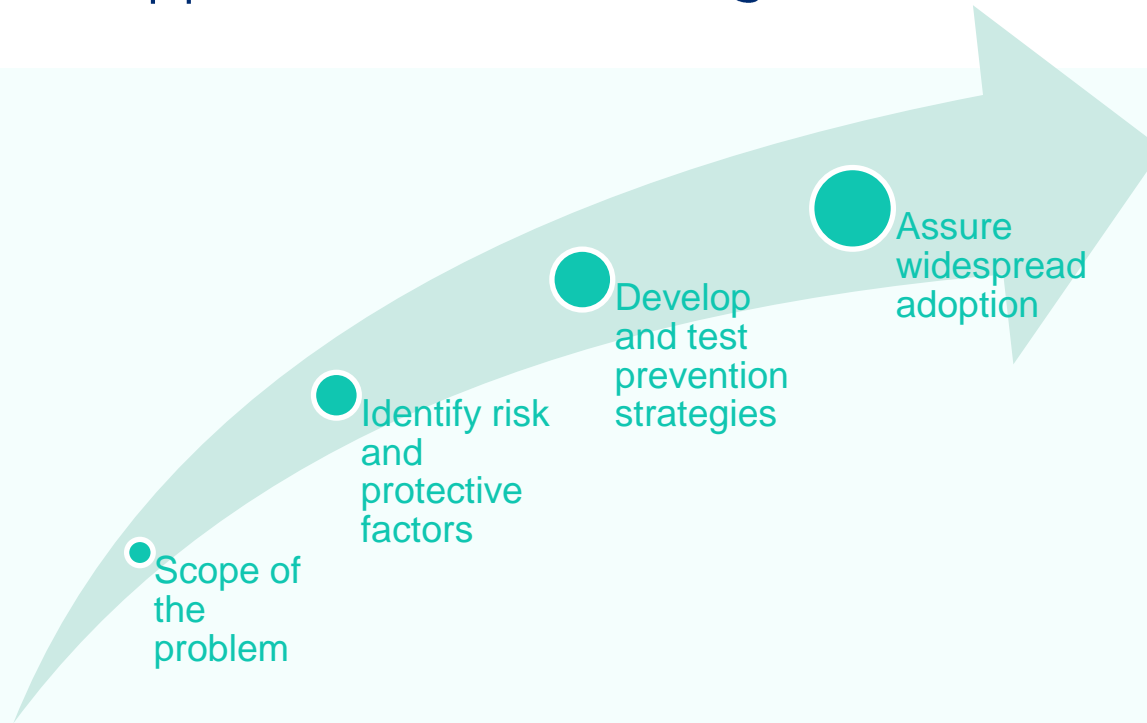 Scope of
the
problem
Identify risk
and
protective
factors
Develop
and test
prevention
strategies
Assure
widespread
adoption